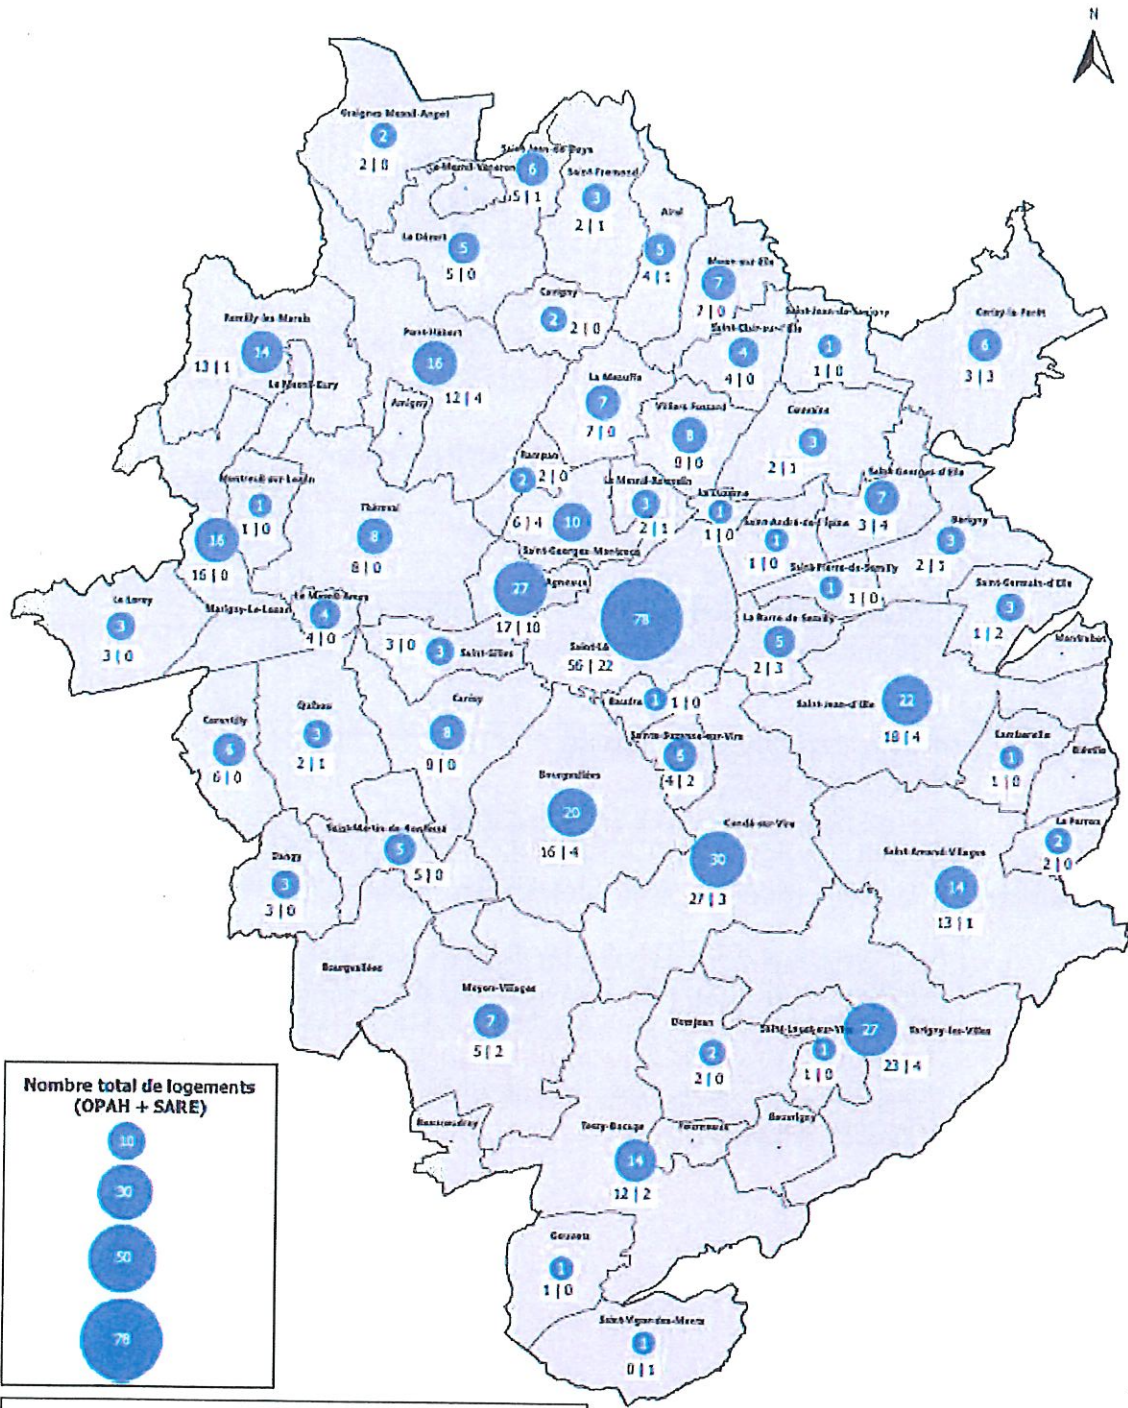 N
Graignes Mesnil-Angot
2
2 | 0
Saint-Jean-de-Daye
6
5 | 1
Le Mesnil-Veneron
Saint-Fromond
3
2 | 1
Airel
5
4 | 1
Le Dézert
5
5 | 0
Moon-sur-Elle
7
7 | 0
Cavigny
2
2 | 0
Saint-Clair-sur-l'Elle
4
4 | 0
Saint-Jean-de-Savigny
1
1 | 0
Cerisy-la-Forêt
6
3 | 3
Remilly-les-Marais
14
13 | 1
Le Mesnil-Eury
Pont-Hébert
16
12 | 4
Amigny
La Meauffe
7
7 | 0
Villiers-Fossard
8
8 | 0
Couvains
3
2 | 1
Saint-Georges-d'Elle
7
3 | 4
Rampan
2
2 | 0
Le Mesnil-Rouxelin
3
2 | 1
La Luzerne
1
1 | 0
Saint-André-de-l'Epine
1
1 | 0
Bérigny
3
2 | 1
Montreuil-sur-Lozon
1
1 | 0
Thèreval
8
8 | 0
6 | 4
10
Saint-Georges-Montcocq
Saint-Pierre-de-Semilly
1
1 | 0
Saint-Germain-d'Elle
3
1 | 2
16
16 | 0
Marigny-Le-Lozon
Le Lorey
3
3 | 0
Le Mesnil-Amey
4
4 | 0
27
Agneaux
17 | 10
78
Saint-Lô
56 | 22
La Barre-de-Semilly
5
2 | 3
Montrabot
3 | 0
3
Saint-Gilles
Baudre
1
1 | 0
Saint-Jean-d'Elle
22
18 | 4
Canisy
8
8 | 0
Quibou
3
2 | 1
Carantilly
6
6 | 0
Sainte-Suzanne-sur-Vire
6
4 | 2
Lamberville
1
1 | 0
Biéville
Bourgvallées
20
16 | 4
Condé-sur-Vire
30
27 | 3
Saint-Martin-de-Bonfossé
5
5 | 0
Dangy
3
3 | 0
Saint-Amand-Villages
14
13 | 1
Le Perron
2
2 | 0
Bourgvallées
Moyon-Villages
7
5 | 2
Domjean
2
2 | 0
Saint-Louet-sur-Vire
1
1 | 0
27
Torigny-les-Villes
23 | 4
Beaucoudray
Tessy-Bocage
14
12 | 2
Fourneaux
Beuvrigny
Gouvets
1
1 | 0
Saint-Vigor-des-Monts
1
0 | 1
Nombre total de logements
(OPAH + SARE)
10
30
50
78